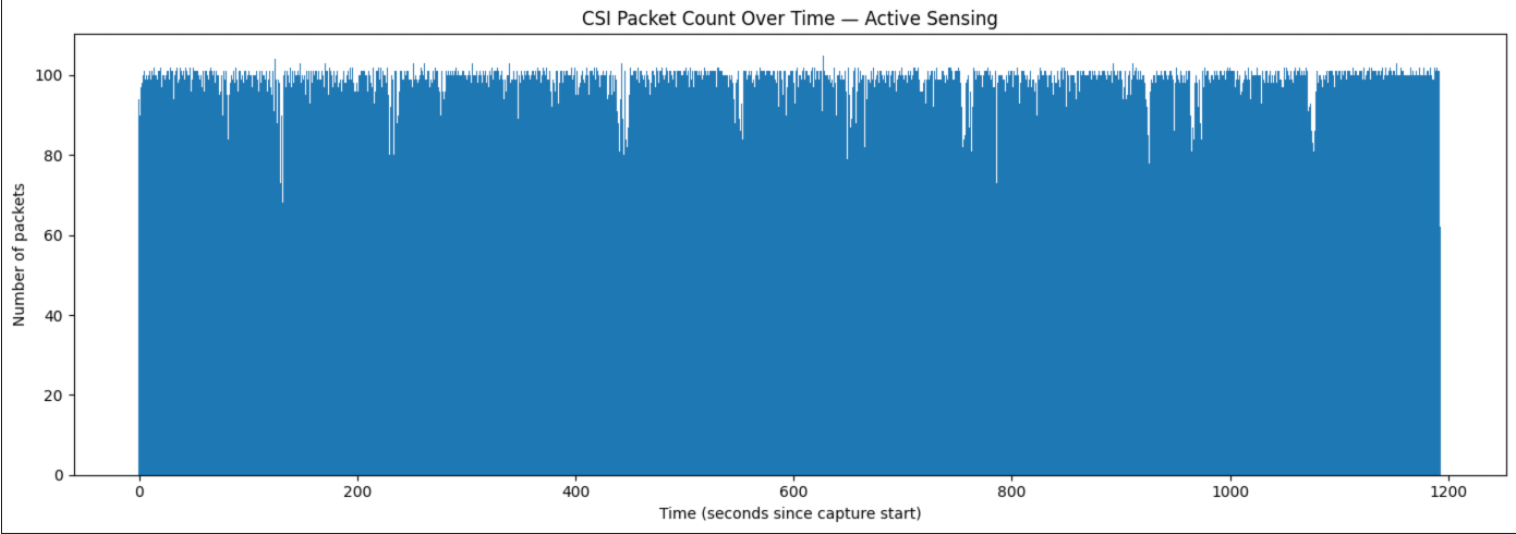 CSI Packet Count Over Time — Active Sensing
Number of packets
100
80
60
40
20
0
0 200 400 600 800 1000 1200
Time (seconds since capture start)